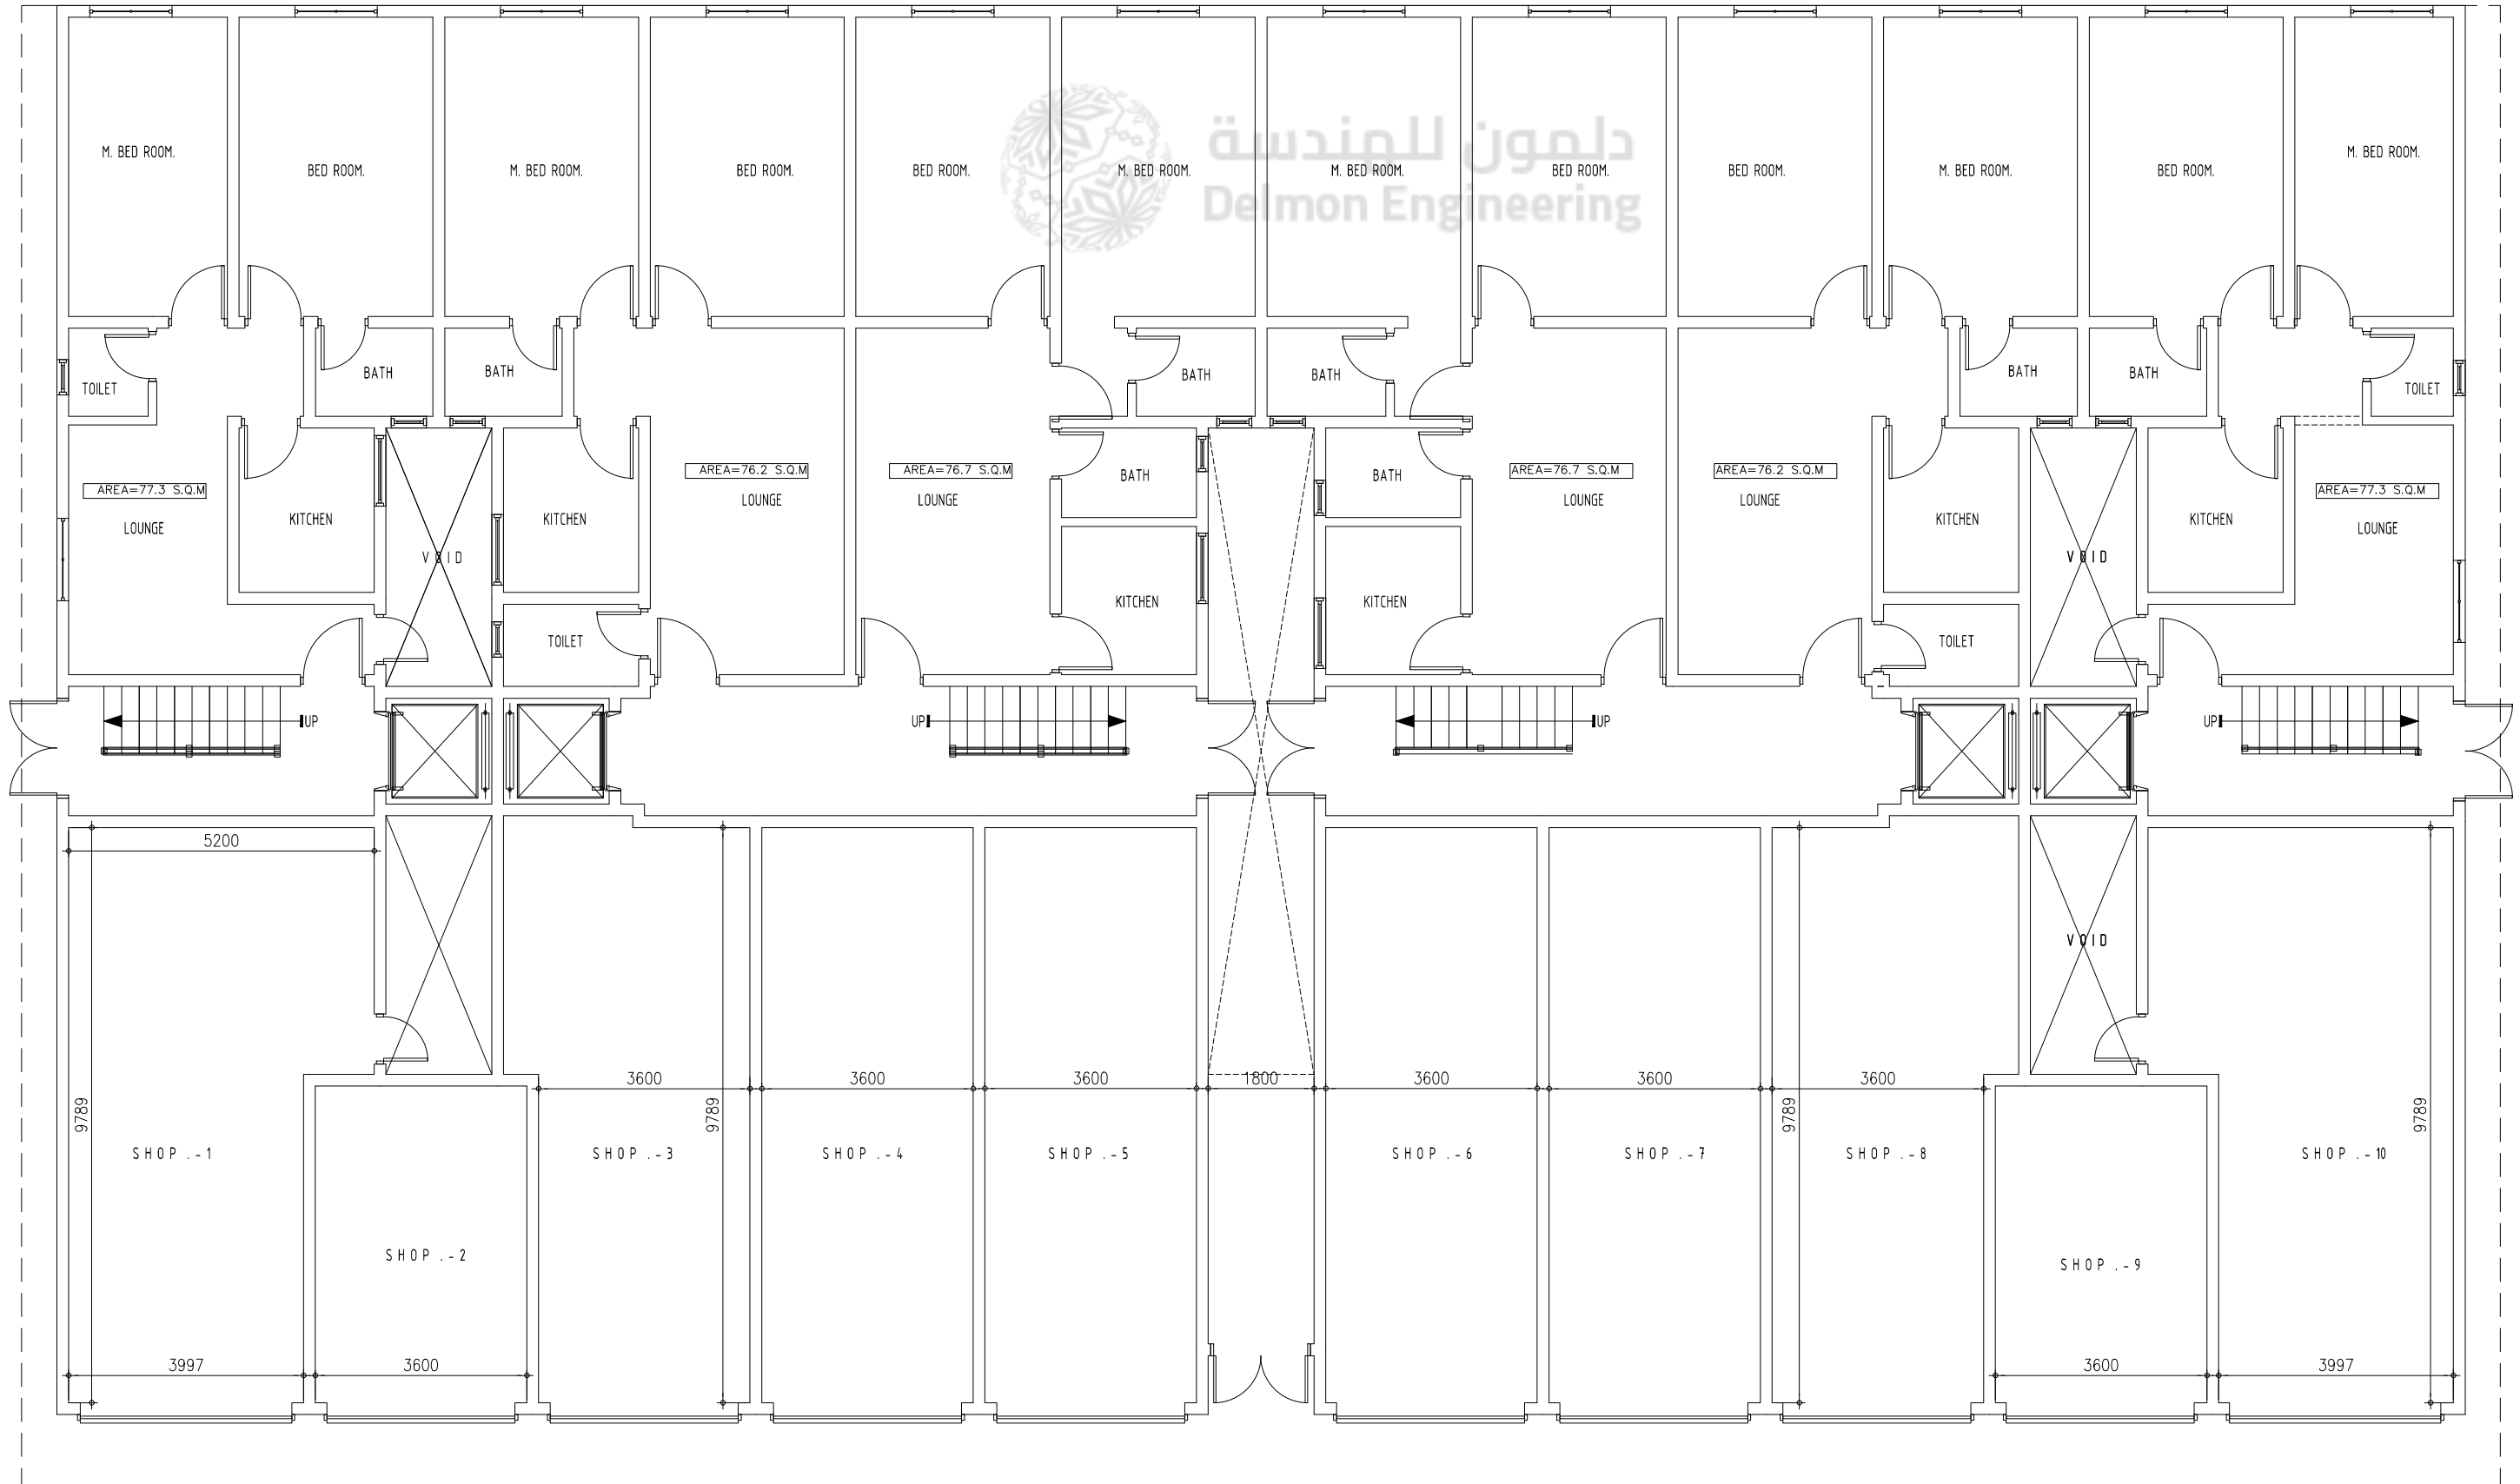 دلمون للهندسة
Delmon Engineering
M. BED ROOM.
BED ROOM.
M. BED ROOM.
BED ROOM.
BED ROOM.
M. BED ROOM.
M. BED ROOM.
BED ROOM.
BED ROOM.
M. BED ROOM.
BED ROOM.
M. BED ROOM.
TOILET
BATH
BATH
BATH
BATH
BATH
BATH
TOILET
AREA=77.3 S.Q.M
LOUNGE
KITCHEN
VOID
KITCHEN
AREA=76.2 S.Q.M
LOUNGE
AREA=76.7 S.Q.M
LOUNGE
BATH
BATH
AREA=76.7 S.Q.M
LOUNGE
AREA=76.2 S.Q.M
LOUNGE
KITCHEN
VOID
KITCHEN
AREA=77.3 S.Q.M
LOUNGE
TOILET
KITCHEN
KITCHEN
TOILET
UP
UP
UP
UP
5200
VOID
3600
3600
3600
1800
3600
3600
3600
9789
9789
9789
9789
SHOP .-1
SHOP .-3
SHOP .-4
SHOP .-5
SHOP .-6
SHOP .-7
SHOP .-8
SHOP .-10
SHOP .-2
SHOP .-9
3997
3600
3600
3997